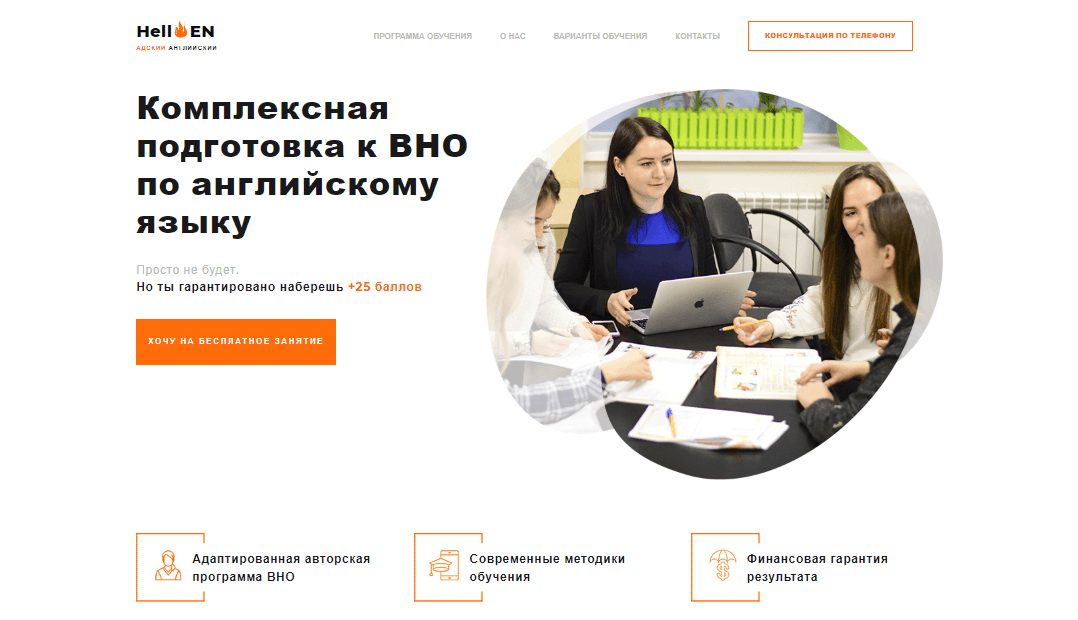 Hell EN
АДСКИЙ АНГЛИЙСКИЙ
ПРОГРАММА ОБУЧЕНИЯ
О НАС
ВАРИАНТЫ ОБУЧЕНИЯ
КОНТАКТЫ
КОНСУЛЬТАЦИЯ ПО ТЕЛЕФОНУ
Комплексная
подготовка к ВНО
по английскому
языку
Просто не будет.
Но ты гарантировано наберешь +25 баллов
ХОЧУ НА БЕСПЛАТНОЕ ЗАНЯТИЕ
Адаптированная авторская
программа ВНО
Современные методики
обучения
Финансовая гарантия
результата